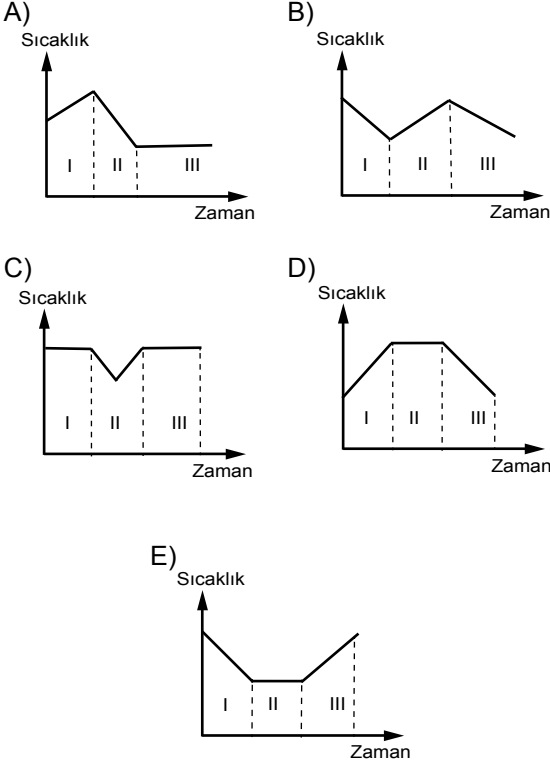 A)
Sıcaklık
I
II
III
Zaman
B)
Sıcaklık
I
II
III
Zaman
C)
Sıcaklık
I
II
III
Zaman
D)
Sıcaklık
I
II
III
Zaman
E)
Sıcaklık
I
II
III
Zaman